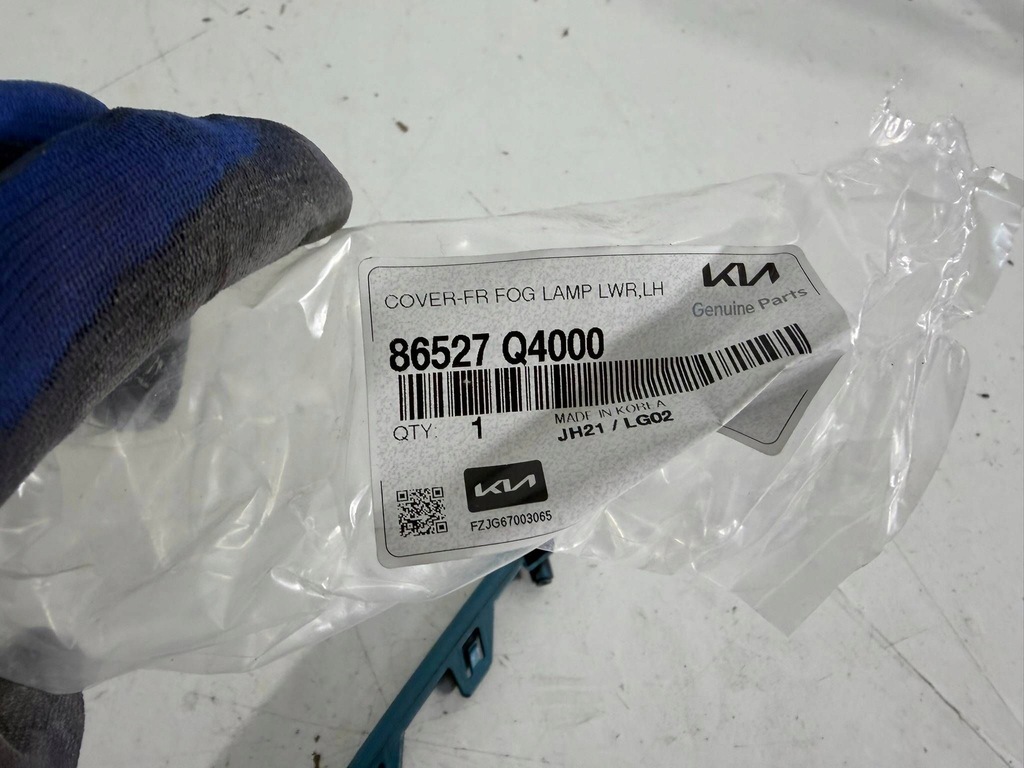 COVER-FR FOG LAMP LWR,LH
KIA
Genuine Parts
86527 Q4000
QTY: 1
MADE IN KOREA
JH21 / LG02
KIA
FZJG67003065